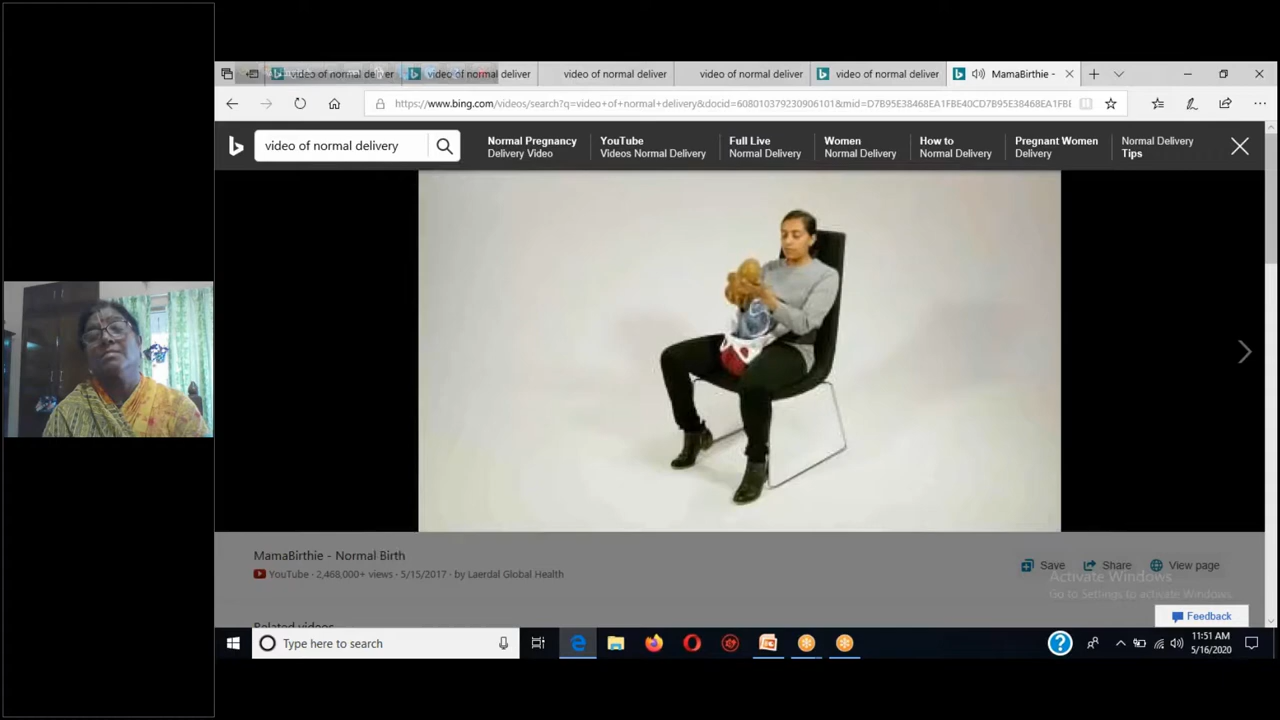 video of normal deliver
video of normal deliver
video of normal deliver
video of normal deliver
video of normal deliver
MamaBirthie -
https://www.bing.com/videos/search?q=video+of+normal+delivery&docid=608010379230906101&mid=D7B95E38468EA1FBE40CD7B95E38468EA1FBE
video of normal delivery
Normal Pregnancy
Delivery Video
YouTube
Videos Normal Delivery
Full Live
Normal Delivery
Women
Normal Delivery
How to
Normal Delivery
Pregnant Women
Delivery
Normal Delivery
Tips
MamaBirthie - Normal Birth
YouTube · 2,468,000+ views · 5/15/2017 · by Laerdal Global Health
Save
Share
View page
Activate Windows
Go to Settings to activate Windows.
Feedback
Related videos
Type here to search
11:51 AM
5/16/2020